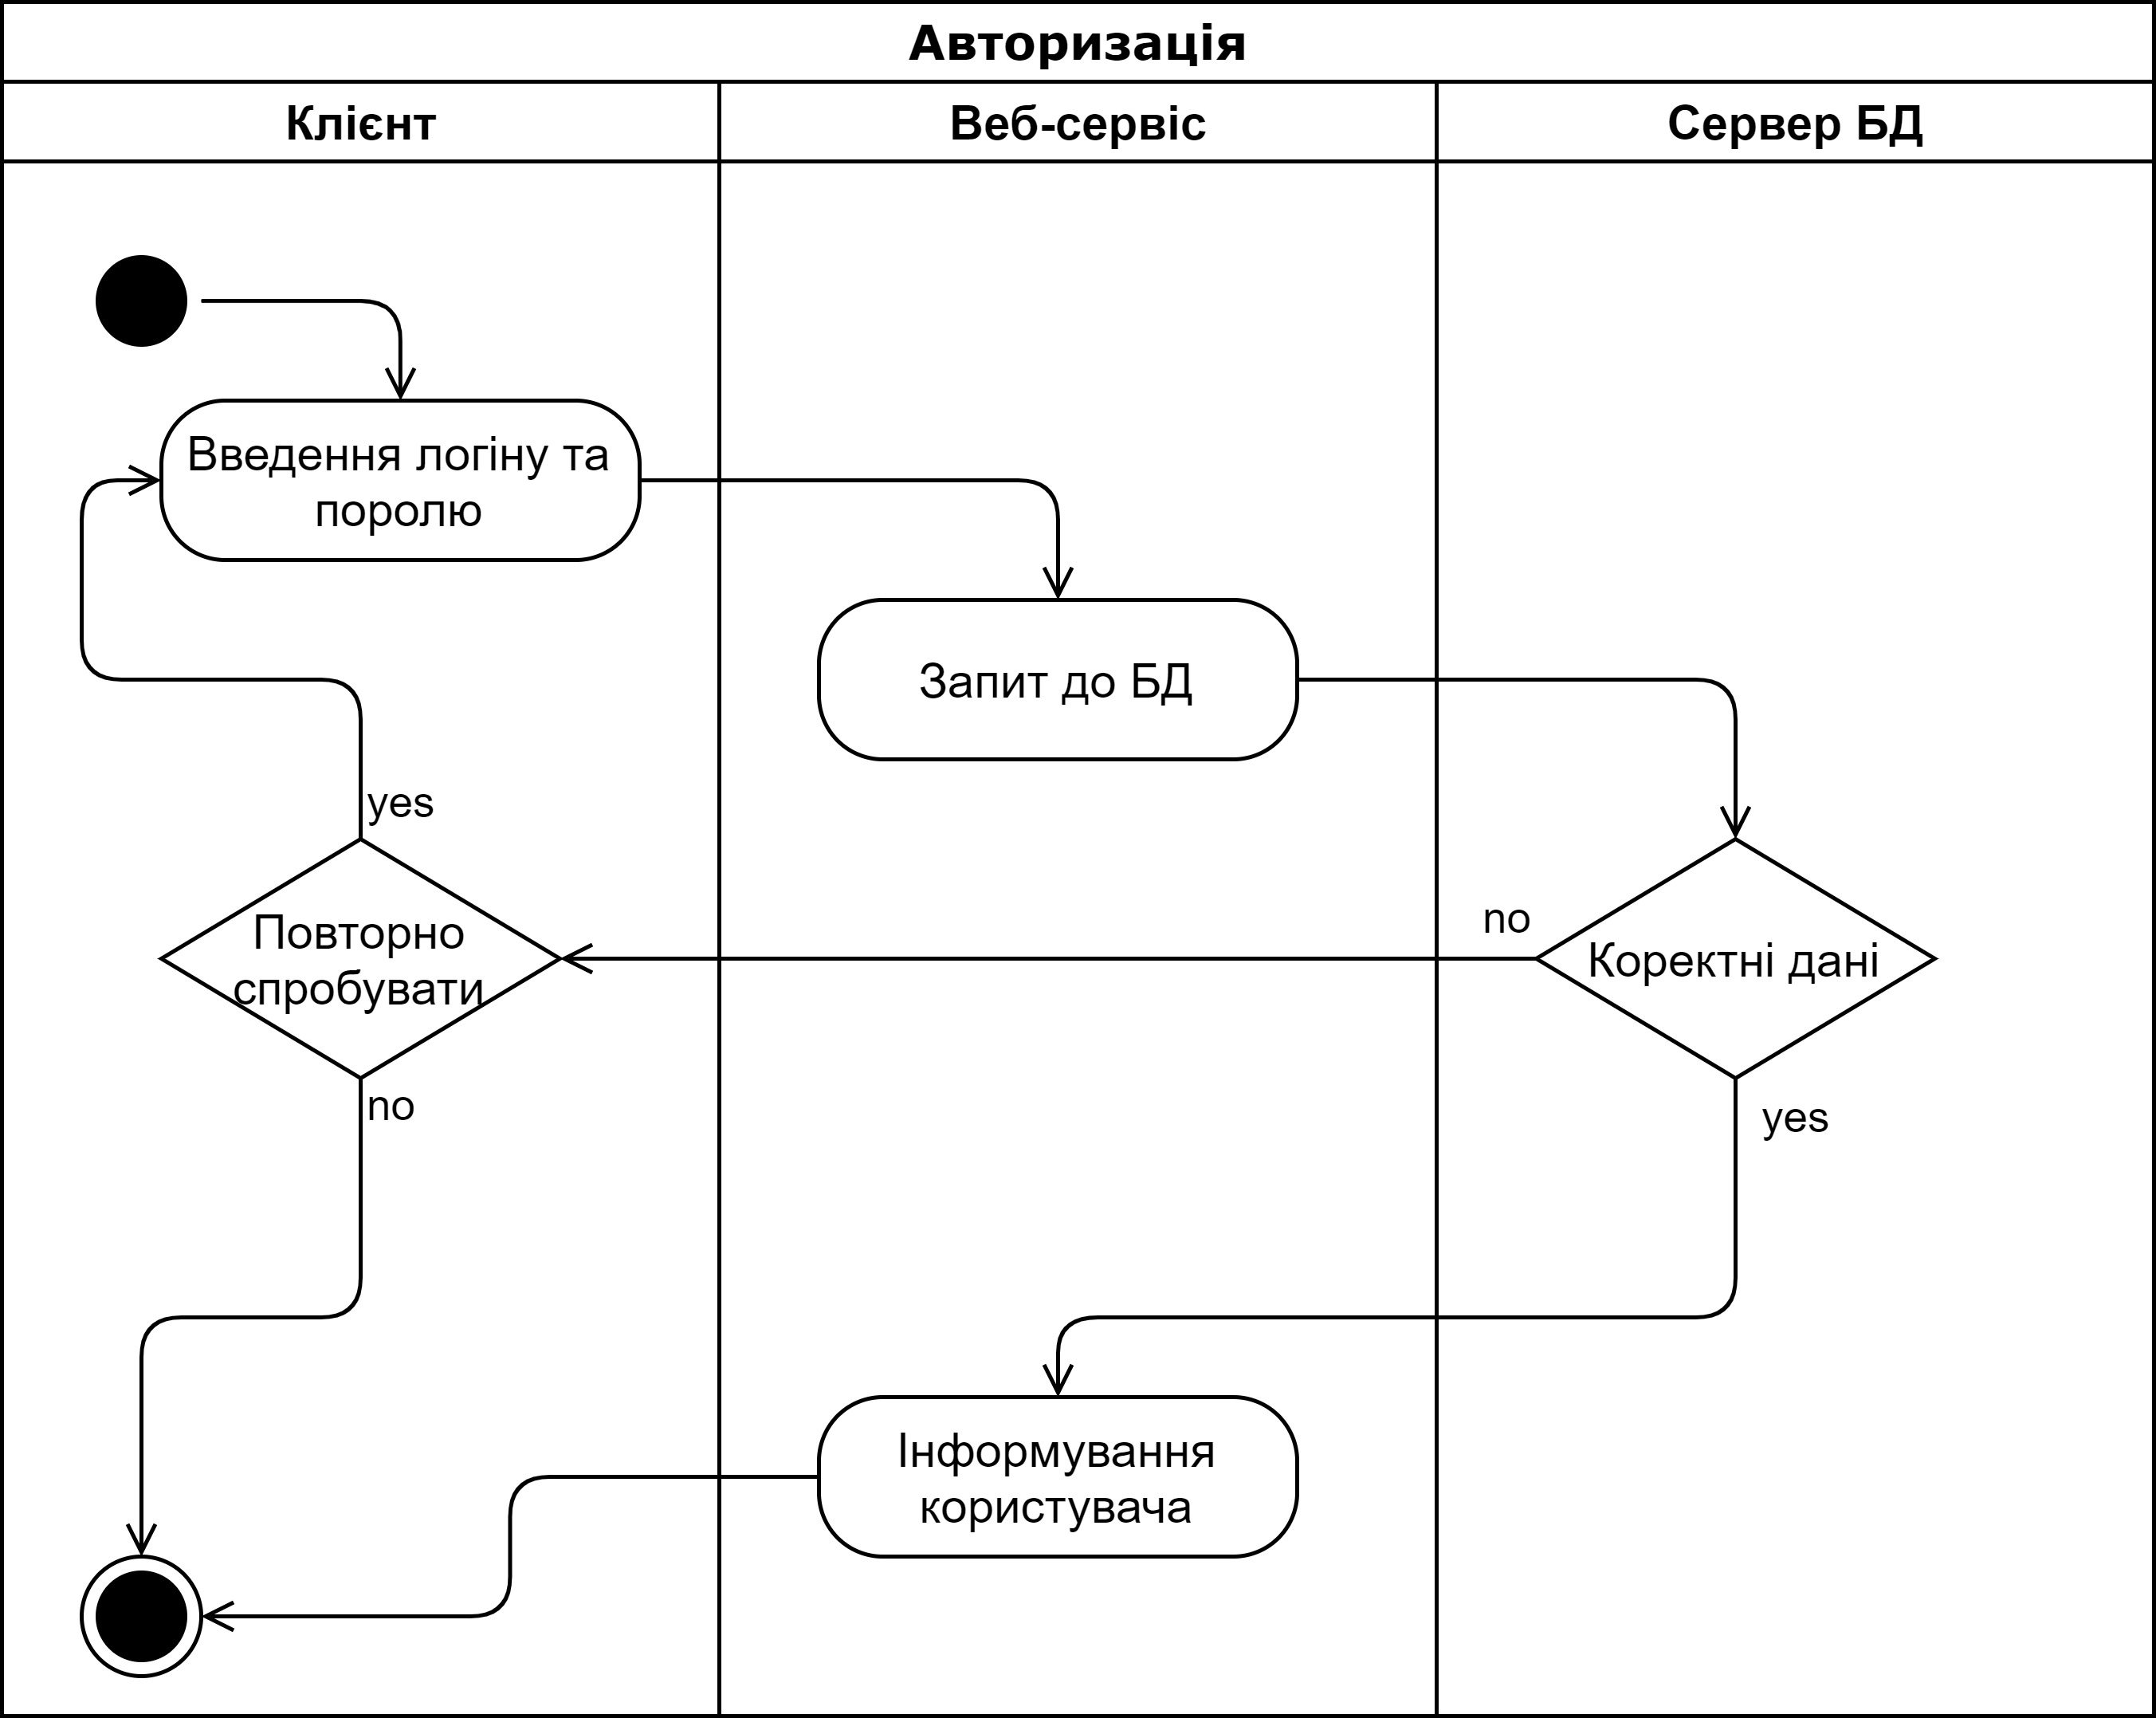 Авторизація
Клієнт
Веб-сервіс
Сервер БД
Введення логіну та
поролю
Запит до БД
yes
Повторно
спробувати
no
no
Коректні дані
yes
Інформування
користувача